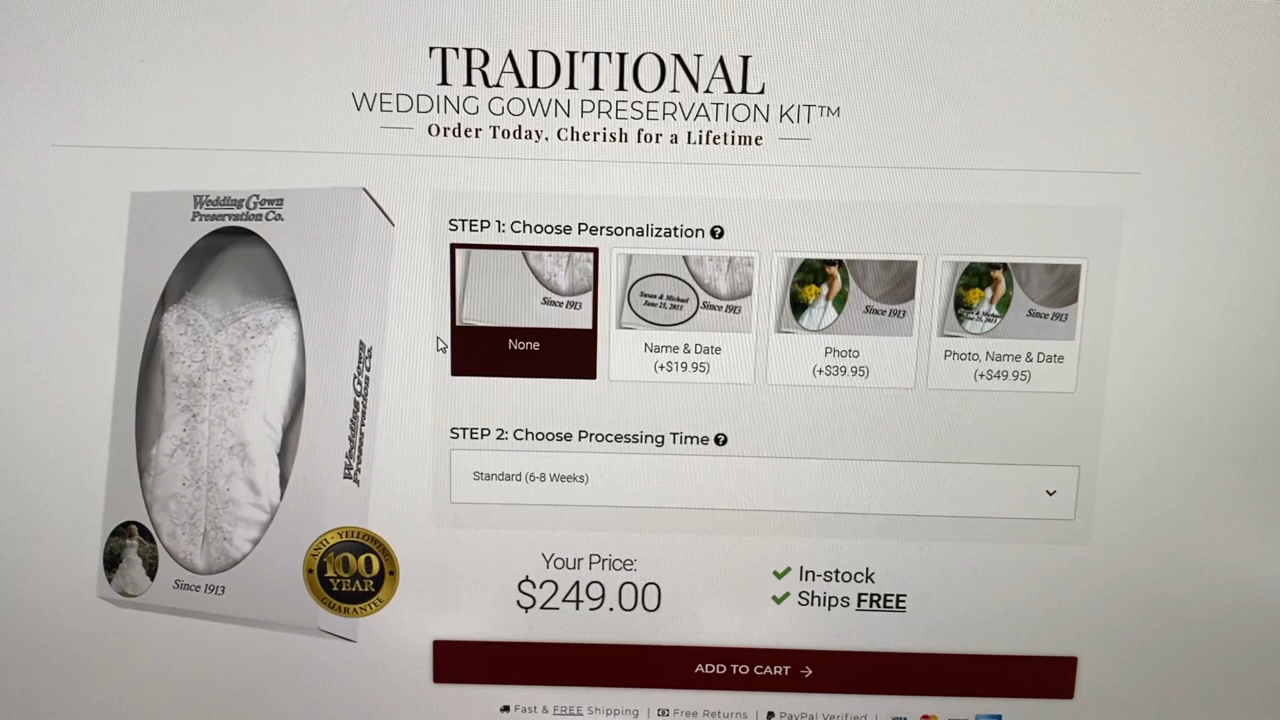 TRADITIONAL
WEDDING GOWN PRESERVATION KIT™
Order Today, Cherish for a Lifetime
Wedding Gown
Preservation Co.
Wedding Gown
Preservation Co.
Since 1913
ANTI-YELLOWING
100
YEAR
GUARANTEE
STEP 1: Choose Personalization ?
Since 1913
None
Susan & Michael
June 25, 2011
Since 1913
Name & Date
(+$19.95)
Since 1913
Photo
(+$39.95)
Since 1913
Photo, Name & Date
(+$49.95)
STEP 2: Choose Processing Time ?
Standard (6-8 Weeks)
Your Price:
$249.00
In-stock
Ships FREE
ADD TO CART →
Fast & FREE Shipping | Free Returns | PayPal Verified |
VISA